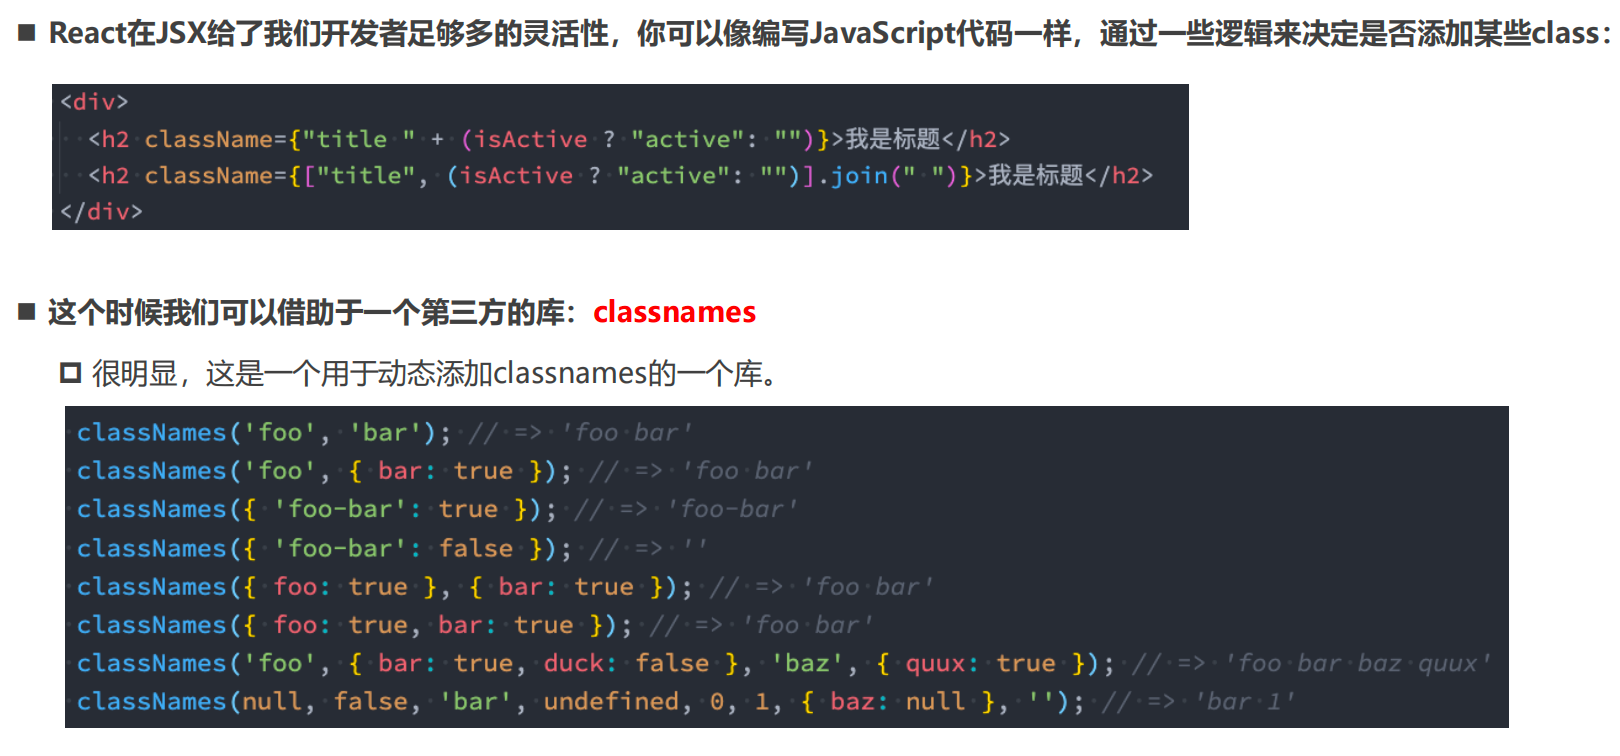 React在JSX给了我们开发者足够多的灵活性，你可以像编写JavaScript代码一样，通过一些逻辑来决定是否添加某些class：
<div>
<h2 className={"title " + (isActive ? "active": "")}>我是标题</h2>
<h2 className={["title", (isActive ? "active": "")].join(" ")}>我是标题</h2>
</div>
这个时候我们可以借助于一个第三方的库：classnames
很明显，这是一个用于动态添加classnames的一个库。
classNames('foo', 'bar'); // => 'foo bar'
classNames('foo', { bar: true }); // => 'foo bar'
classNames({ 'foo-bar': true }); // => 'foo-bar'
classNames({ 'foo-bar': false }); // => ''
classNames({ foo: true }, { bar: true }); // => 'foo bar'
classNames({ foo: true, bar: true }); // => 'foo bar'
classNames('foo', { bar: true, duck: false }, 'baz', { quux: true }); // => 'foo bar baz quux'
classNames(null, false, 'bar', undefined, 0, 1, { baz: null }, ''); // => 'bar 1'